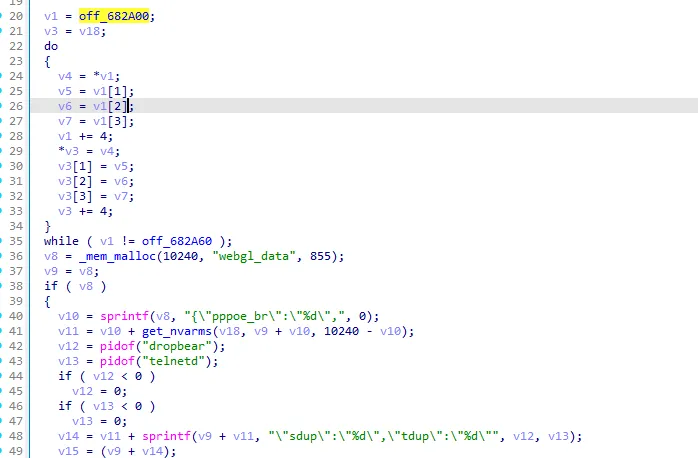 19
20 v1 = off_682A00;
21 v3 = v18;
22 do
23 {
24 v4 = *v1;
25 v5 = v1[1];
26 v6 = v1[2];
27 v7 = v1[3];
28 v1 += 4;
29 *v3 = v4;
30 v3[1] = v5;
31 v3[2] = v6;
32 v3[3] = v7;
33 v3 += 4;
34 }
35 while ( v1 != off_682A60 );
36 v8 = _mem_malloc(10240, "webgl_data", 855);
37 v9 = v8;
38 if ( v8 )
39 {
40 v10 = sprintf(v8, "{\"pppoe_br\":\"%d\",", 0);
41 v11 = v10 + get_nvarms(v18, v9 + v10, 10240 - v10);
42 v12 = pidof("dropbear");
43 v13 = pidof("telnetd");
44 if ( v12 < 0 )
45 v12 = 0;
46 if ( v13 < 0 )
47 v13 = 0;
48 v14 = v11 + sprintf(v9 + v11, "\"sdup\":\"%d\",\"tdup\":\"%d\"", v12, v13);
49 v15 = (v9 + v14);